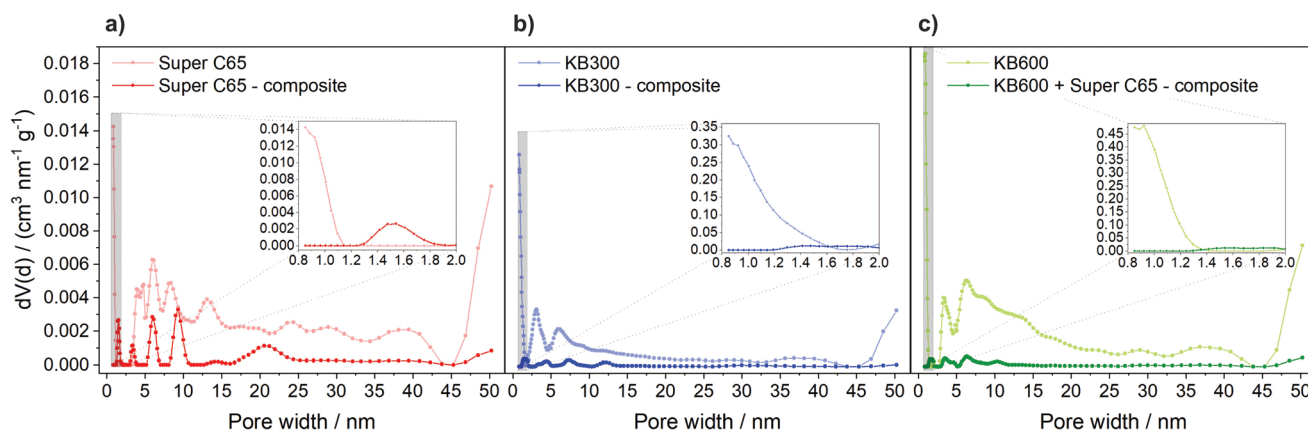 a)
b)
c)
dV(d) / (cm³ nm⁻¹ g⁻¹)
0.018
0.016
0.014
0.012
0.010
0.008
0.006
0.004
0.002
0.000
Super C65
Super C65 - composite
0.014
0.012
0.010
0.008
0.006
0.004
0.002
0.000
0.8 1.0 1.2 1.4 1.6 1.8 2.0
0 5 10 15 20 25 30 35 40 45 50
Pore width / nm
KB300
KB300 - composite
0.35
0.30
0.25
0.20
0.15
0.10
0.05
0.00
0.8 1.0 1.2 1.4 1.6 1.8 2.0
0 5 10 15 20 25 30 35 40 45 50
Pore width / nm
KB600
KB600 + Super C65 - composite
0.45
0.40
0.35
0.30
0.25
0.20
0.15
0.10
0.05
0.00
0.8 1.0 1.2 1.4 1.6 1.8 2.0
0 5 10 15 20 25 30 35 40 45 50
Pore width / nm